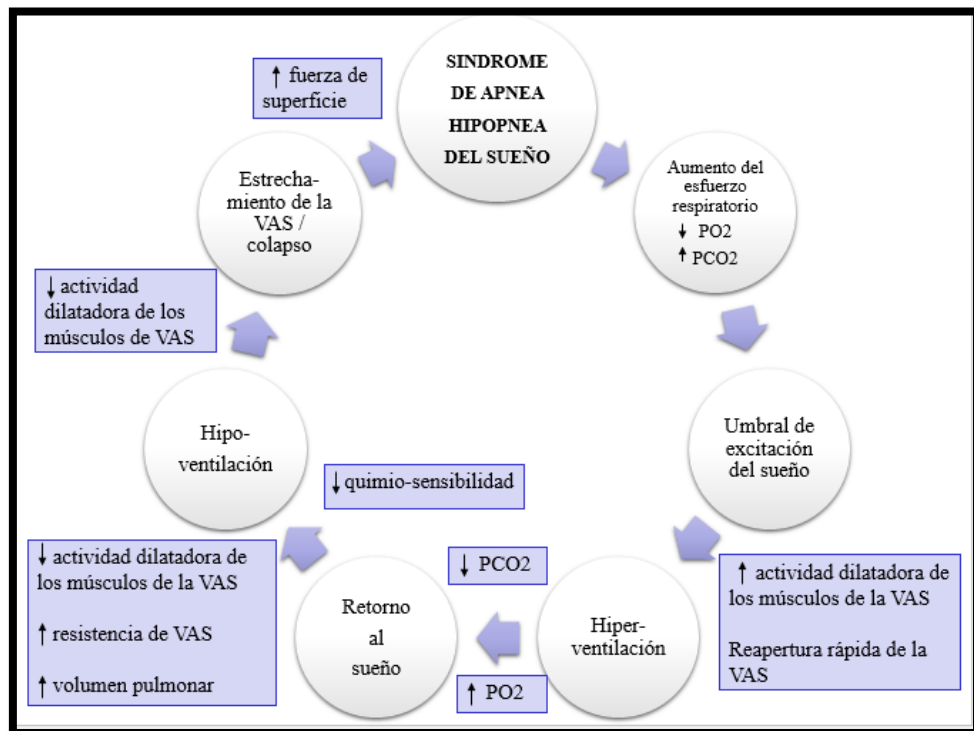 SINDROME
DE APNEA
HIPOPNEA
DEL SUEÑO
Aumento del
esfuerzo
respiratorio
↓ PO2
↑ PCO2
Umbral de
excitación
del sueño
↑ actividad dilatadora de
los músculos de la VAS
Reapertura rápida de la
VAS
Hiper-
ventilación
↓ PCO2
↑ PO2
Retorno
al
sueño
↓ quimio-sensibilidad
↓ actividad dilatadora de
los músculos de la VAS
↑ resistencia de VAS
↑ volumen pulmonar
Hipo-
ventilación
↓ actividad
dilatadora de los
músculos de VAS
Estrecha-
miento de la
VAS /
colapso
↑ fuerza de
superfície